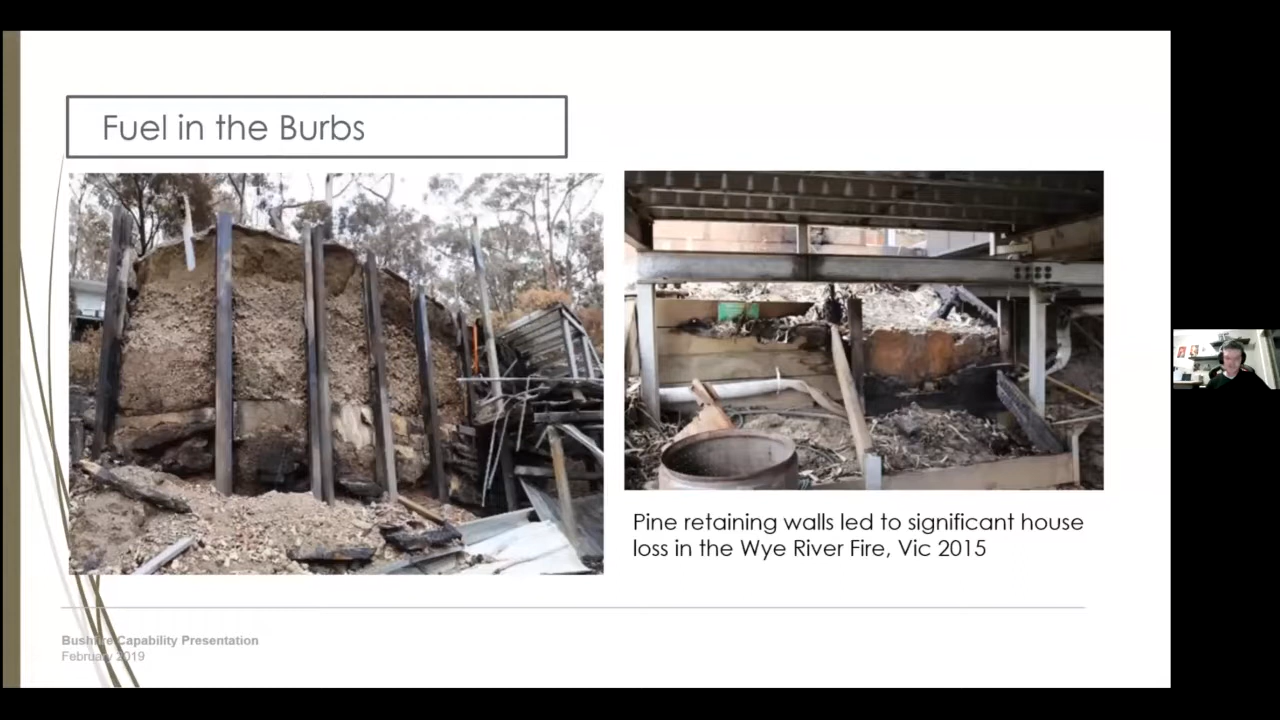 Fuel in the Burbs
Pine retaining walls led to significant house
loss in the Wye River Fire, Vic 2015
Bushfire Capability Presentation
February 2019